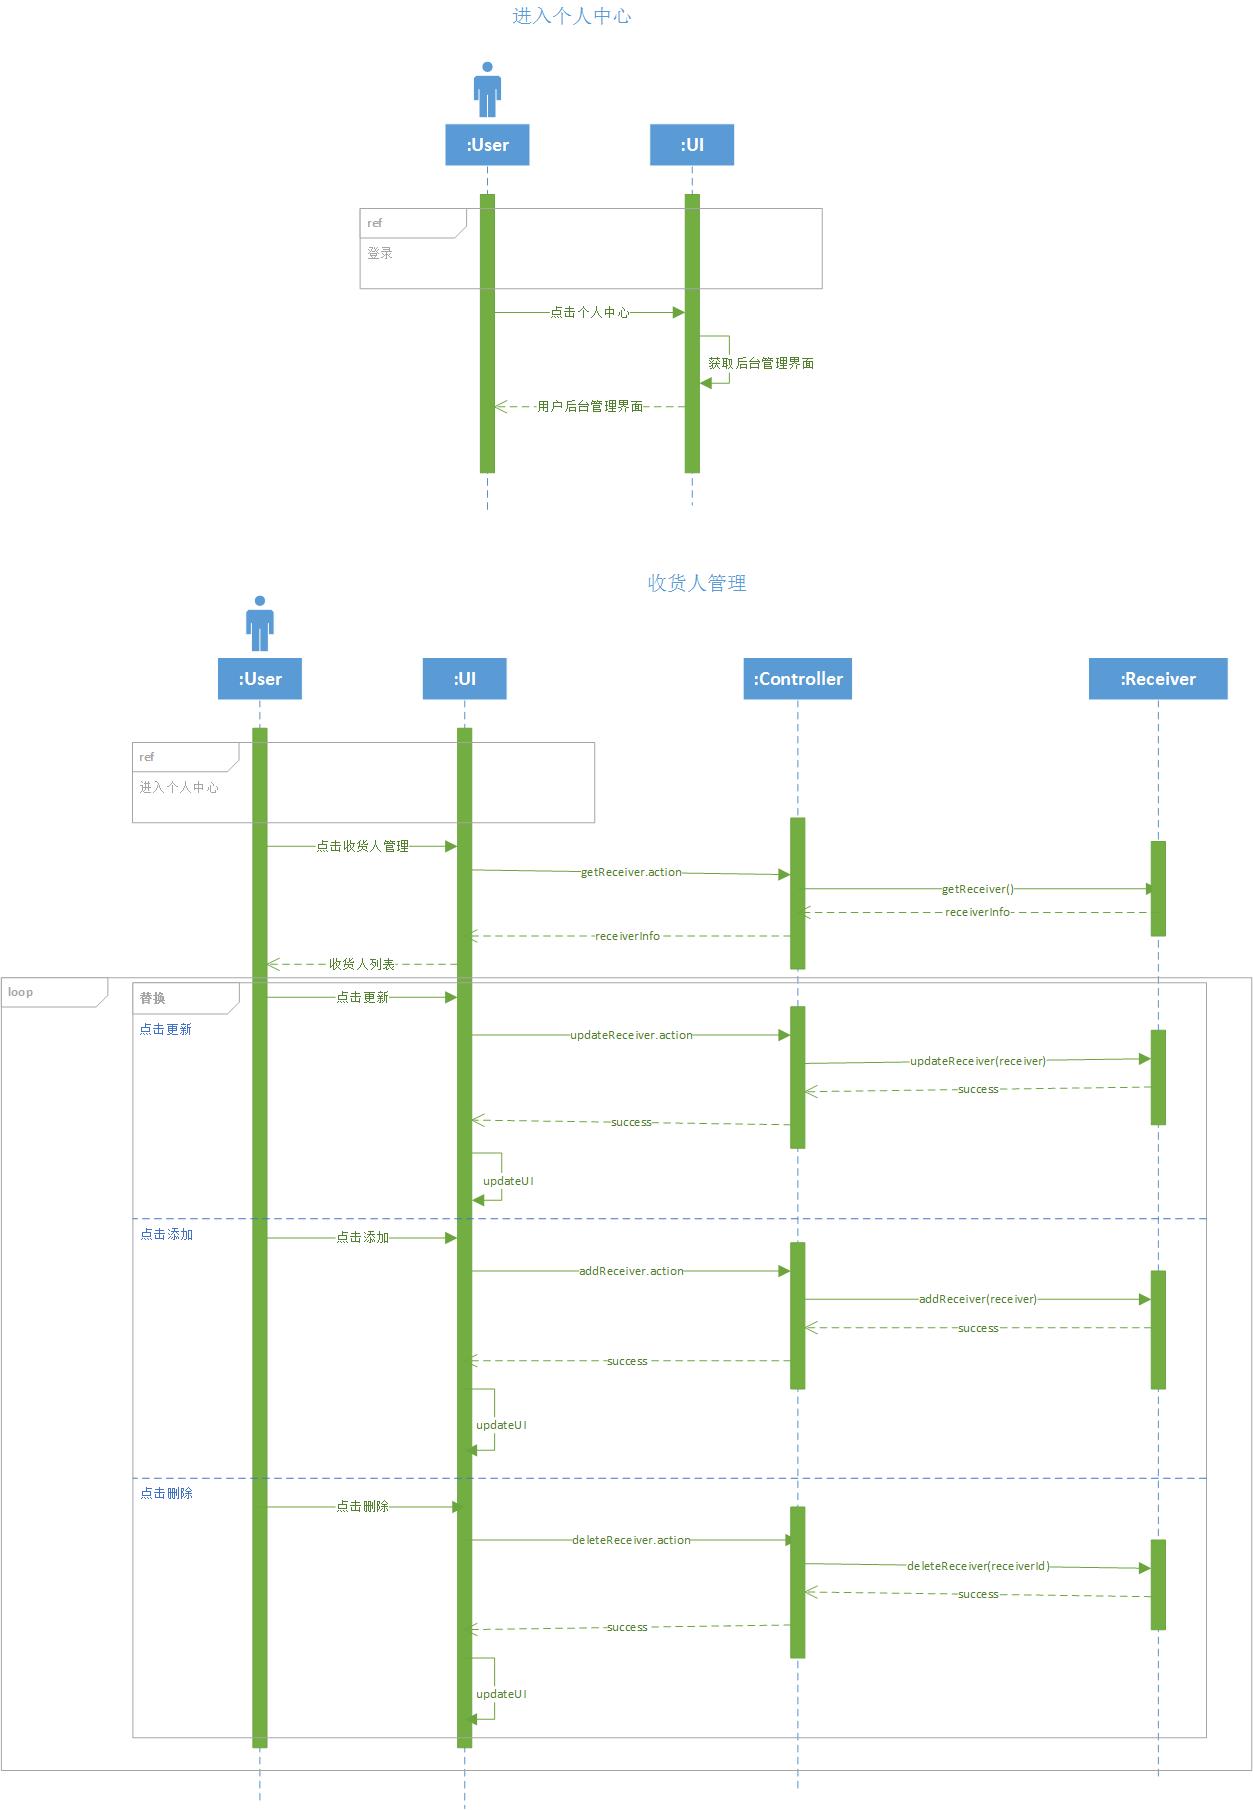 进入个人中心
:User
:UI
ref
登录
点击个人中心
获取后台管理界面
用户后台管理界面
收货人管理
:User
:UI
:Controller
:Receiver
ref
进入个人中心
点击收货人管理
getReceiver.action
getReceiver()
receiverInfo
receiverInfo
收货人列表
loop
替换
点击更新
点击更新
updateReceiver.action
updateReceiver(receiver)
success
success
updateUI
点击添加
点击添加
addReceiver.action
addReceiver(receiver)
success
success
updateUI
点击删除
点击删除
deleteReceiver.action
deleteReceiver(receiverId)
success
success
updateUI